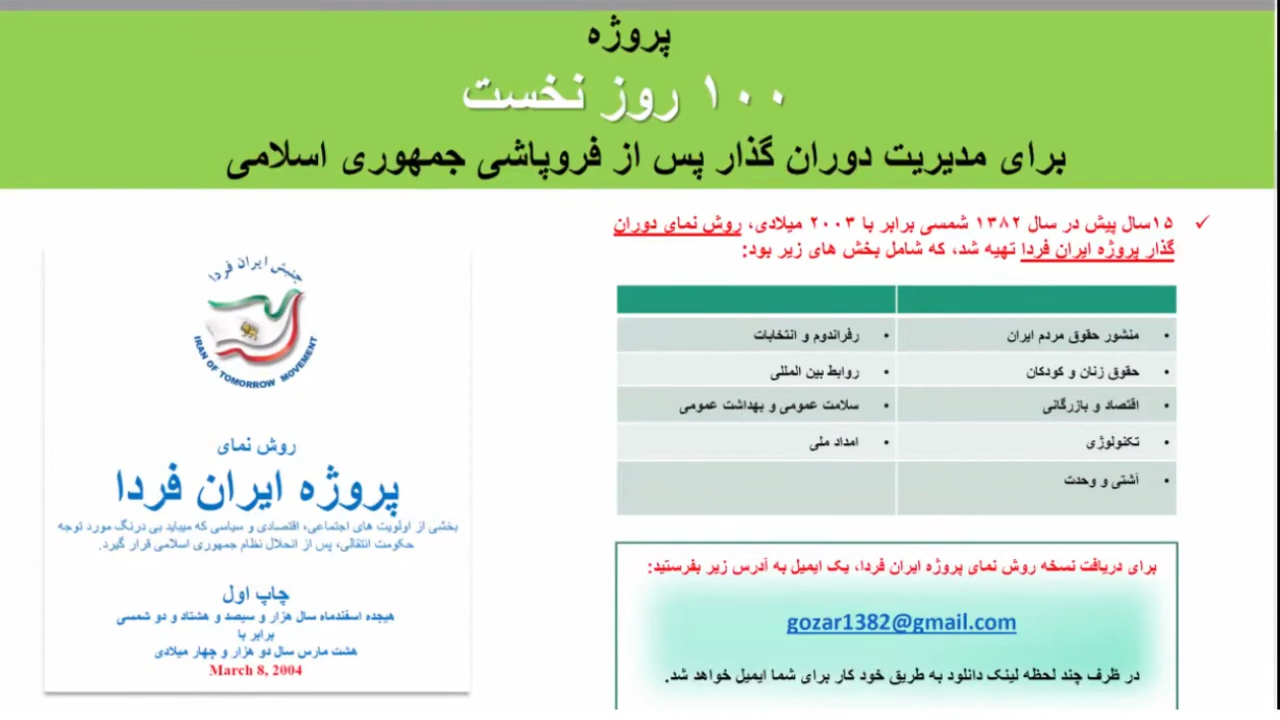 پروژه
۱۰۰ روز نخست
برای مدیریت دوران گذار پس از فروپاشی جمهوری اسلامی
۱۵سال پیش در سال ۱۳۸۲ شمسی برابر با ۲۰۰۳ میلادی، روش نمای دوران
گذار پروژه ایران فردا تهیه شد، که شامل بخش های زیر بود:
منشور حقوق مردم ایران
رفراندوم و انتخابات
حقوق زنان و کودکان
روابط بین المللی
اقتصاد و بازرگانی
سلامت عمومی و بهداشت عمومی
تکنولوژی
امداد ملی
آشتی و وحدت
برای دریافت نسخه روش نمای پروژه ایران فردا، یک ایمیل به آدرس زیر بفرستید:
gozar1382@gmail.com
در ظرف چند لحظه لینک دانلود به طریق خود کار برای شما ایمیل خواهد شد.
جنبش ایران فردا
IRAN OF TOMORROW MOVEMENT
روش نمای
پروژه ایران فردا
بخشی از اولویت های اجتماعی، اقتصادی و سیاسی که میباید بی درنگ مورد توجه
حکومت انتقالی، پس از انحلال نظام جمهوری اسلامی قرار گیرد.
چاپ اول
هیجده اسفندماه سال هزار و سیصد و هشتاد و دو شمسی
برابر با
هشت مارس سال دو هزار و چهار میلادی
March 8, 2004